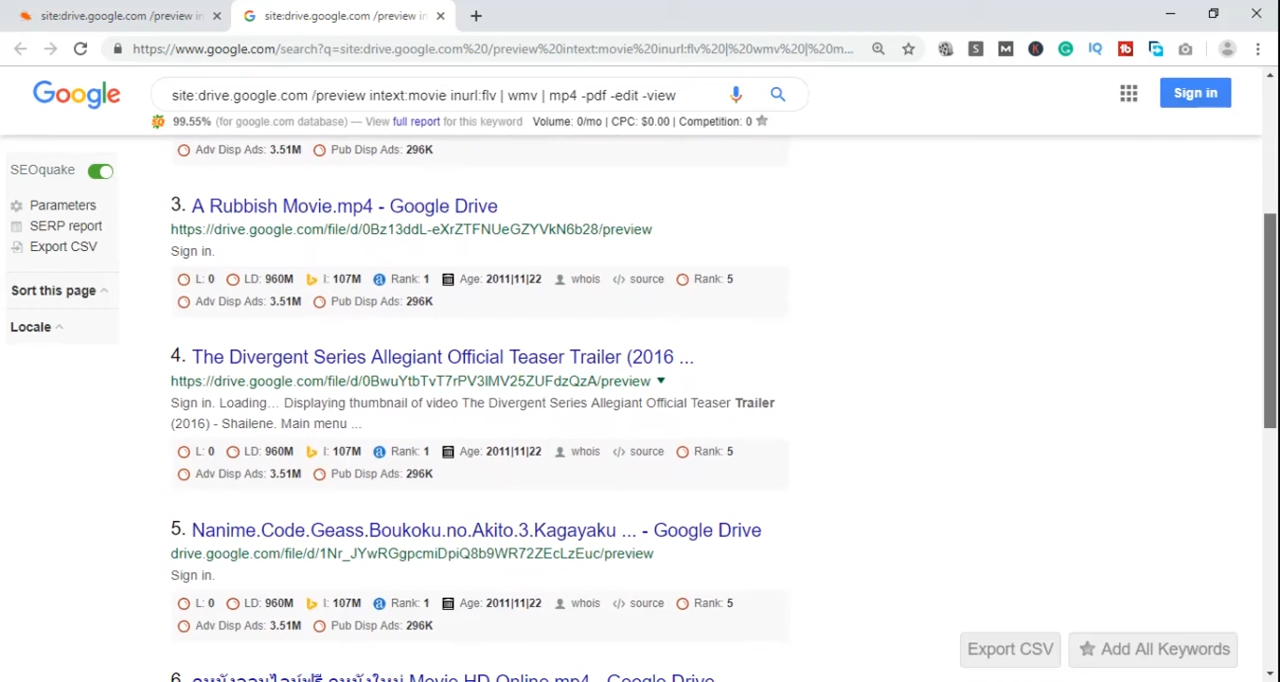 site:drive.google.com /preview in
site:drive.google.com /preview in
https://www.google.com/search?q=site:drive.google.com%20/preview%20intext:movie%20inurl:flv%20|%20wmv%20|%20m...
Google
site:drive.google.com /preview intext:movie inurl:flv | wmv | mp4 -pdf -edit -view
Sign in
99.55% (for google.com database) — View full report for this keyword Volume: 0/mo | CPC: $0.00 | Competition: 0
Adv Disp Ads: 3.51M Pub Disp Ads: 296K
SEOquake
Parameters
SERP report
Export CSV
Sort this page
Locale
3. A Rubbish Movie.mp4 - Google Drive
https://drive.google.com/file/d/0Bz13ddL-eXrZTFNUeGZYVkN6b28/preview
Sign in.
L: 0 LD: 960M I: 107M Rank: 1 Age: 2011|11|22 whois </> source Rank: 5
Adv Disp Ads: 3.51M Pub Disp Ads: 296K
4. The Divergent Series Allegiant Official Teaser Trailer (2016 ...
https://drive.google.com/file/d/0BwuYtbTvT7rPV3lMV25ZUFdzQzA/preview
Sign in. Loading… Displaying thumbnail of video The Divergent Series Allegiant Official Teaser Trailer
(2016) - Shailene. Main menu ...
L: 0 LD: 960M I: 107M Rank: 1 Age: 2011|11|22 whois </> source Rank: 5
Adv Disp Ads: 3.51M Pub Disp Ads: 296K
5. Nanime.Code.Geass.Boukoku.no.Akito.3.Kagayaku ... - Google Drive
drive.google.com/file/d/1Nr_JYwRGgpcmiDpiQ8b9WR72ZEcLzEuc/preview
Sign in.
L: 0 LD: 960M I: 107M Rank: 1 Age: 2011|11|22 whois </> source Rank: 5
Adv Disp Ads: 3.51M Pub Disp Ads: 296K
Export CSV
Add All Keywords
6. Movie HD Online.mp4 - Google Drive